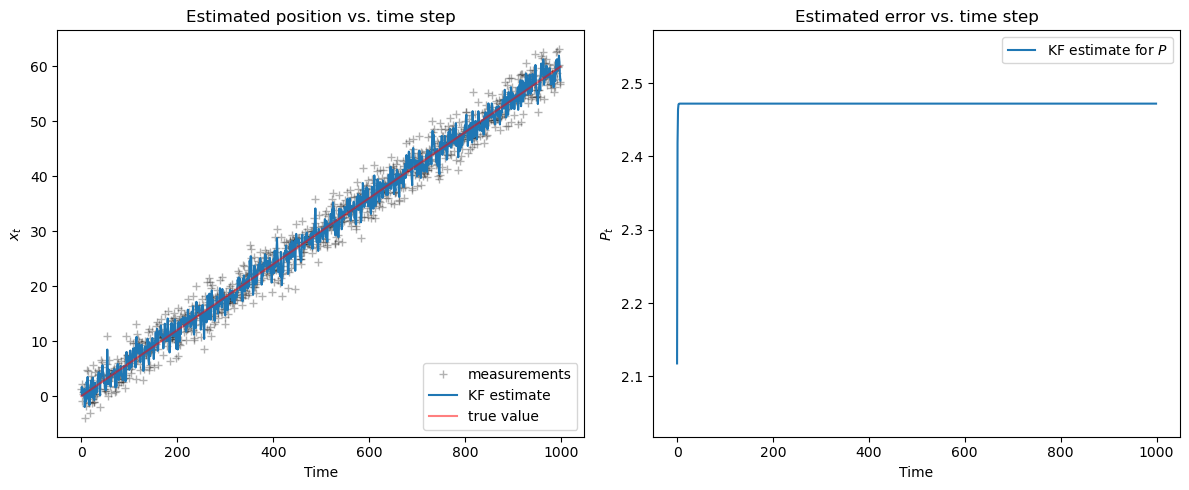 Estimated position vs. time step
60
50
40
30
20
10
0
x_t
measurements
KF estimate
true value
0 200 400 600 800 1000
Time
Estimated error vs. time step
KF estimate for P
2.5
2.4
2.3
2.2
2.1
P_t
0 200 400 600 800 1000
Time